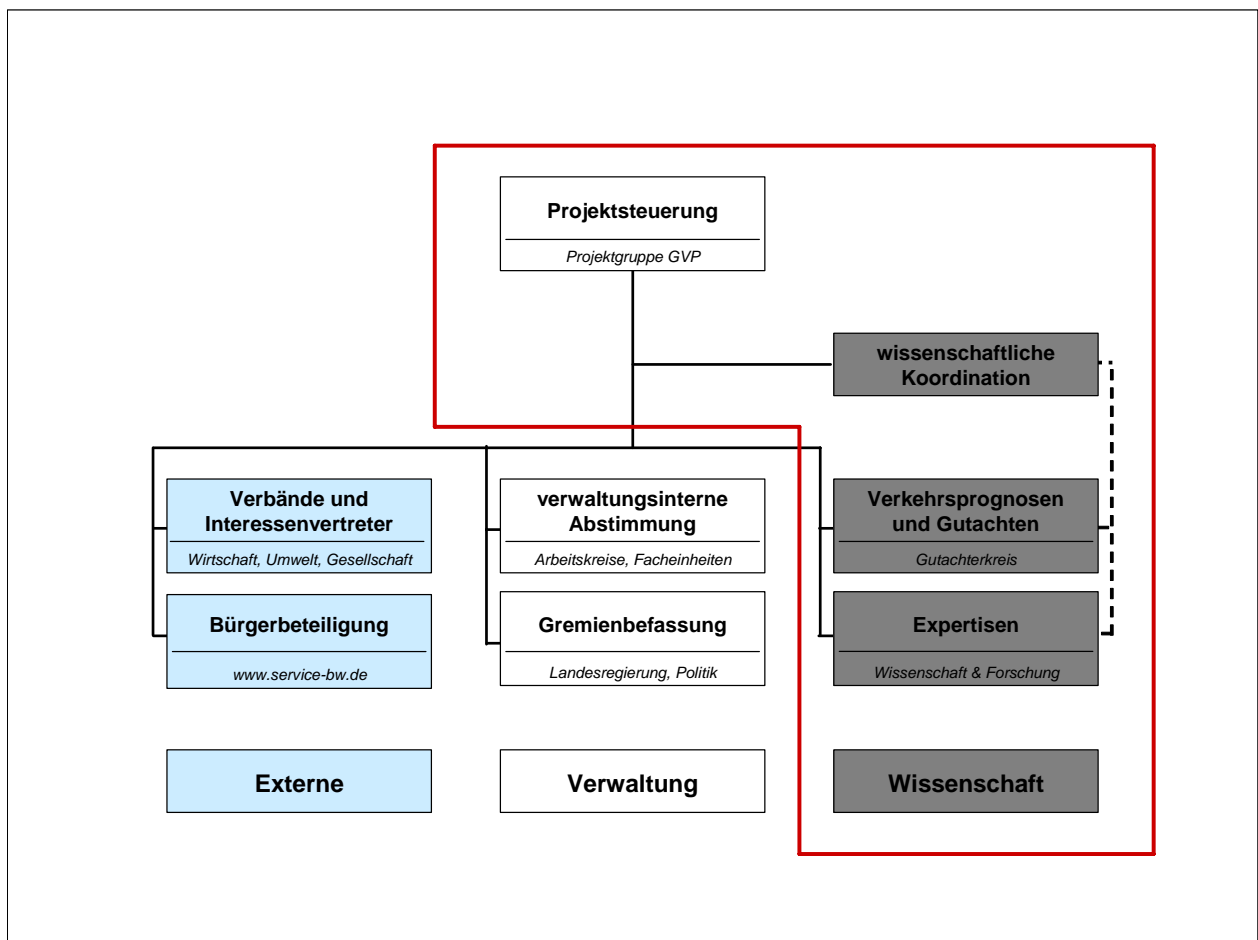 Projektsteuerung
Projektgruppe GVP
wissenschaftliche
Koordination
Verbände und
Interessenvertreter
Wirtschaft, Umwelt, Gesellschaft
verwaltungsinterne
Abstimmung
Arbeitskreise, Facheinheiten
Verkehrsprognosen
und Gutachten
Gutachterkreis
Bürgerbeteiligung
www.service-bw.de
Gremienbefassung
Landesregierung, Politik
Expertisen
Wissenschaft & Forschung
Externe
Verwaltung
Wissenschaft